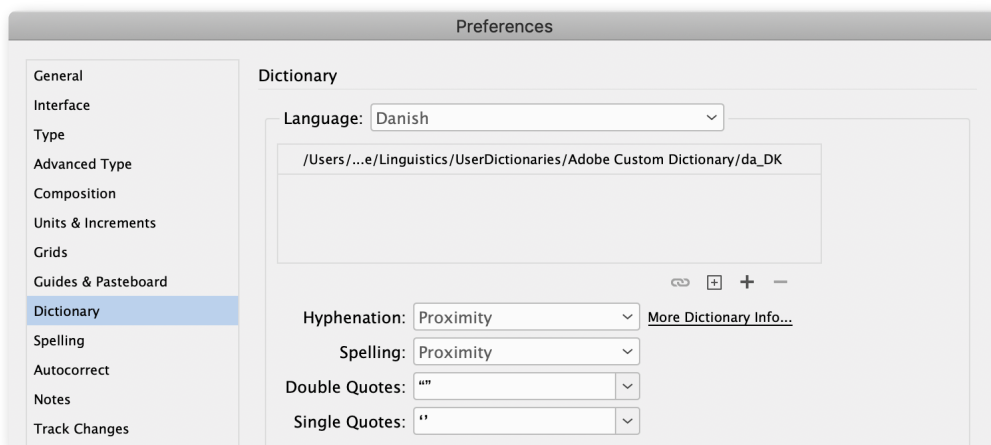 Preferences
General
Interface
Type
Advanced Type
Composition
Units & Increments
Grids
Guides & Pasteboard
Dictionary
Spelling
Autocorrect
Notes
Track Changes
Dictionary
Language: Danish
/Users/...e/Linguistics/UserDictionaries/Adobe Custom Dictionary/da_DK
Hyphenation: Proximity More Dictionary Info...
Spelling: Proximity
Double Quotes: “”
Single Quotes: ‘’